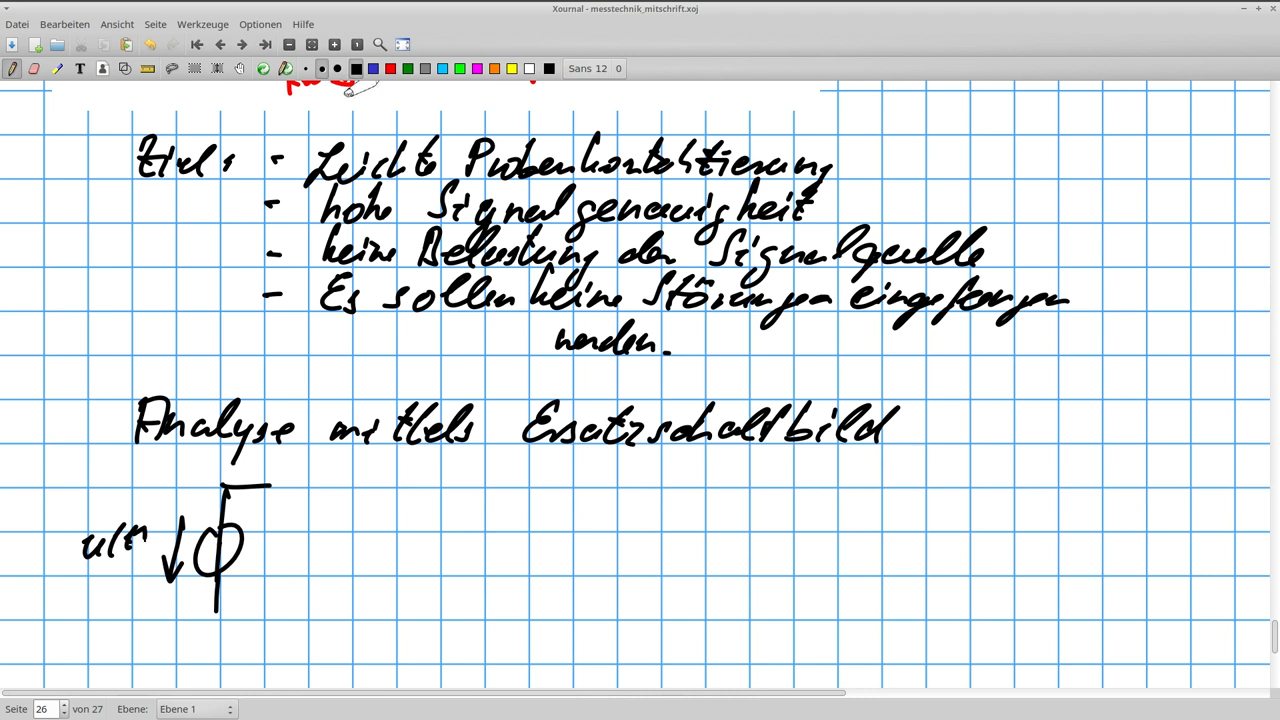 Xournal - messtechnik_mitschrift.xoj
Datei Bearbeiten Ansicht Seite Werkzeuge Optionen Hilfe
Sans 12 0
Ziel: - Leichte Probenkontaktierung
- hohe Signalgenauigkeit
- keine Belastung der Signalquelle
- Es sollen keine Störungen eingefangen
werden.
Analyse mittels Ersatzschaltbild
u(t)
Seite 26 von 27 Ebene: Ebene 1